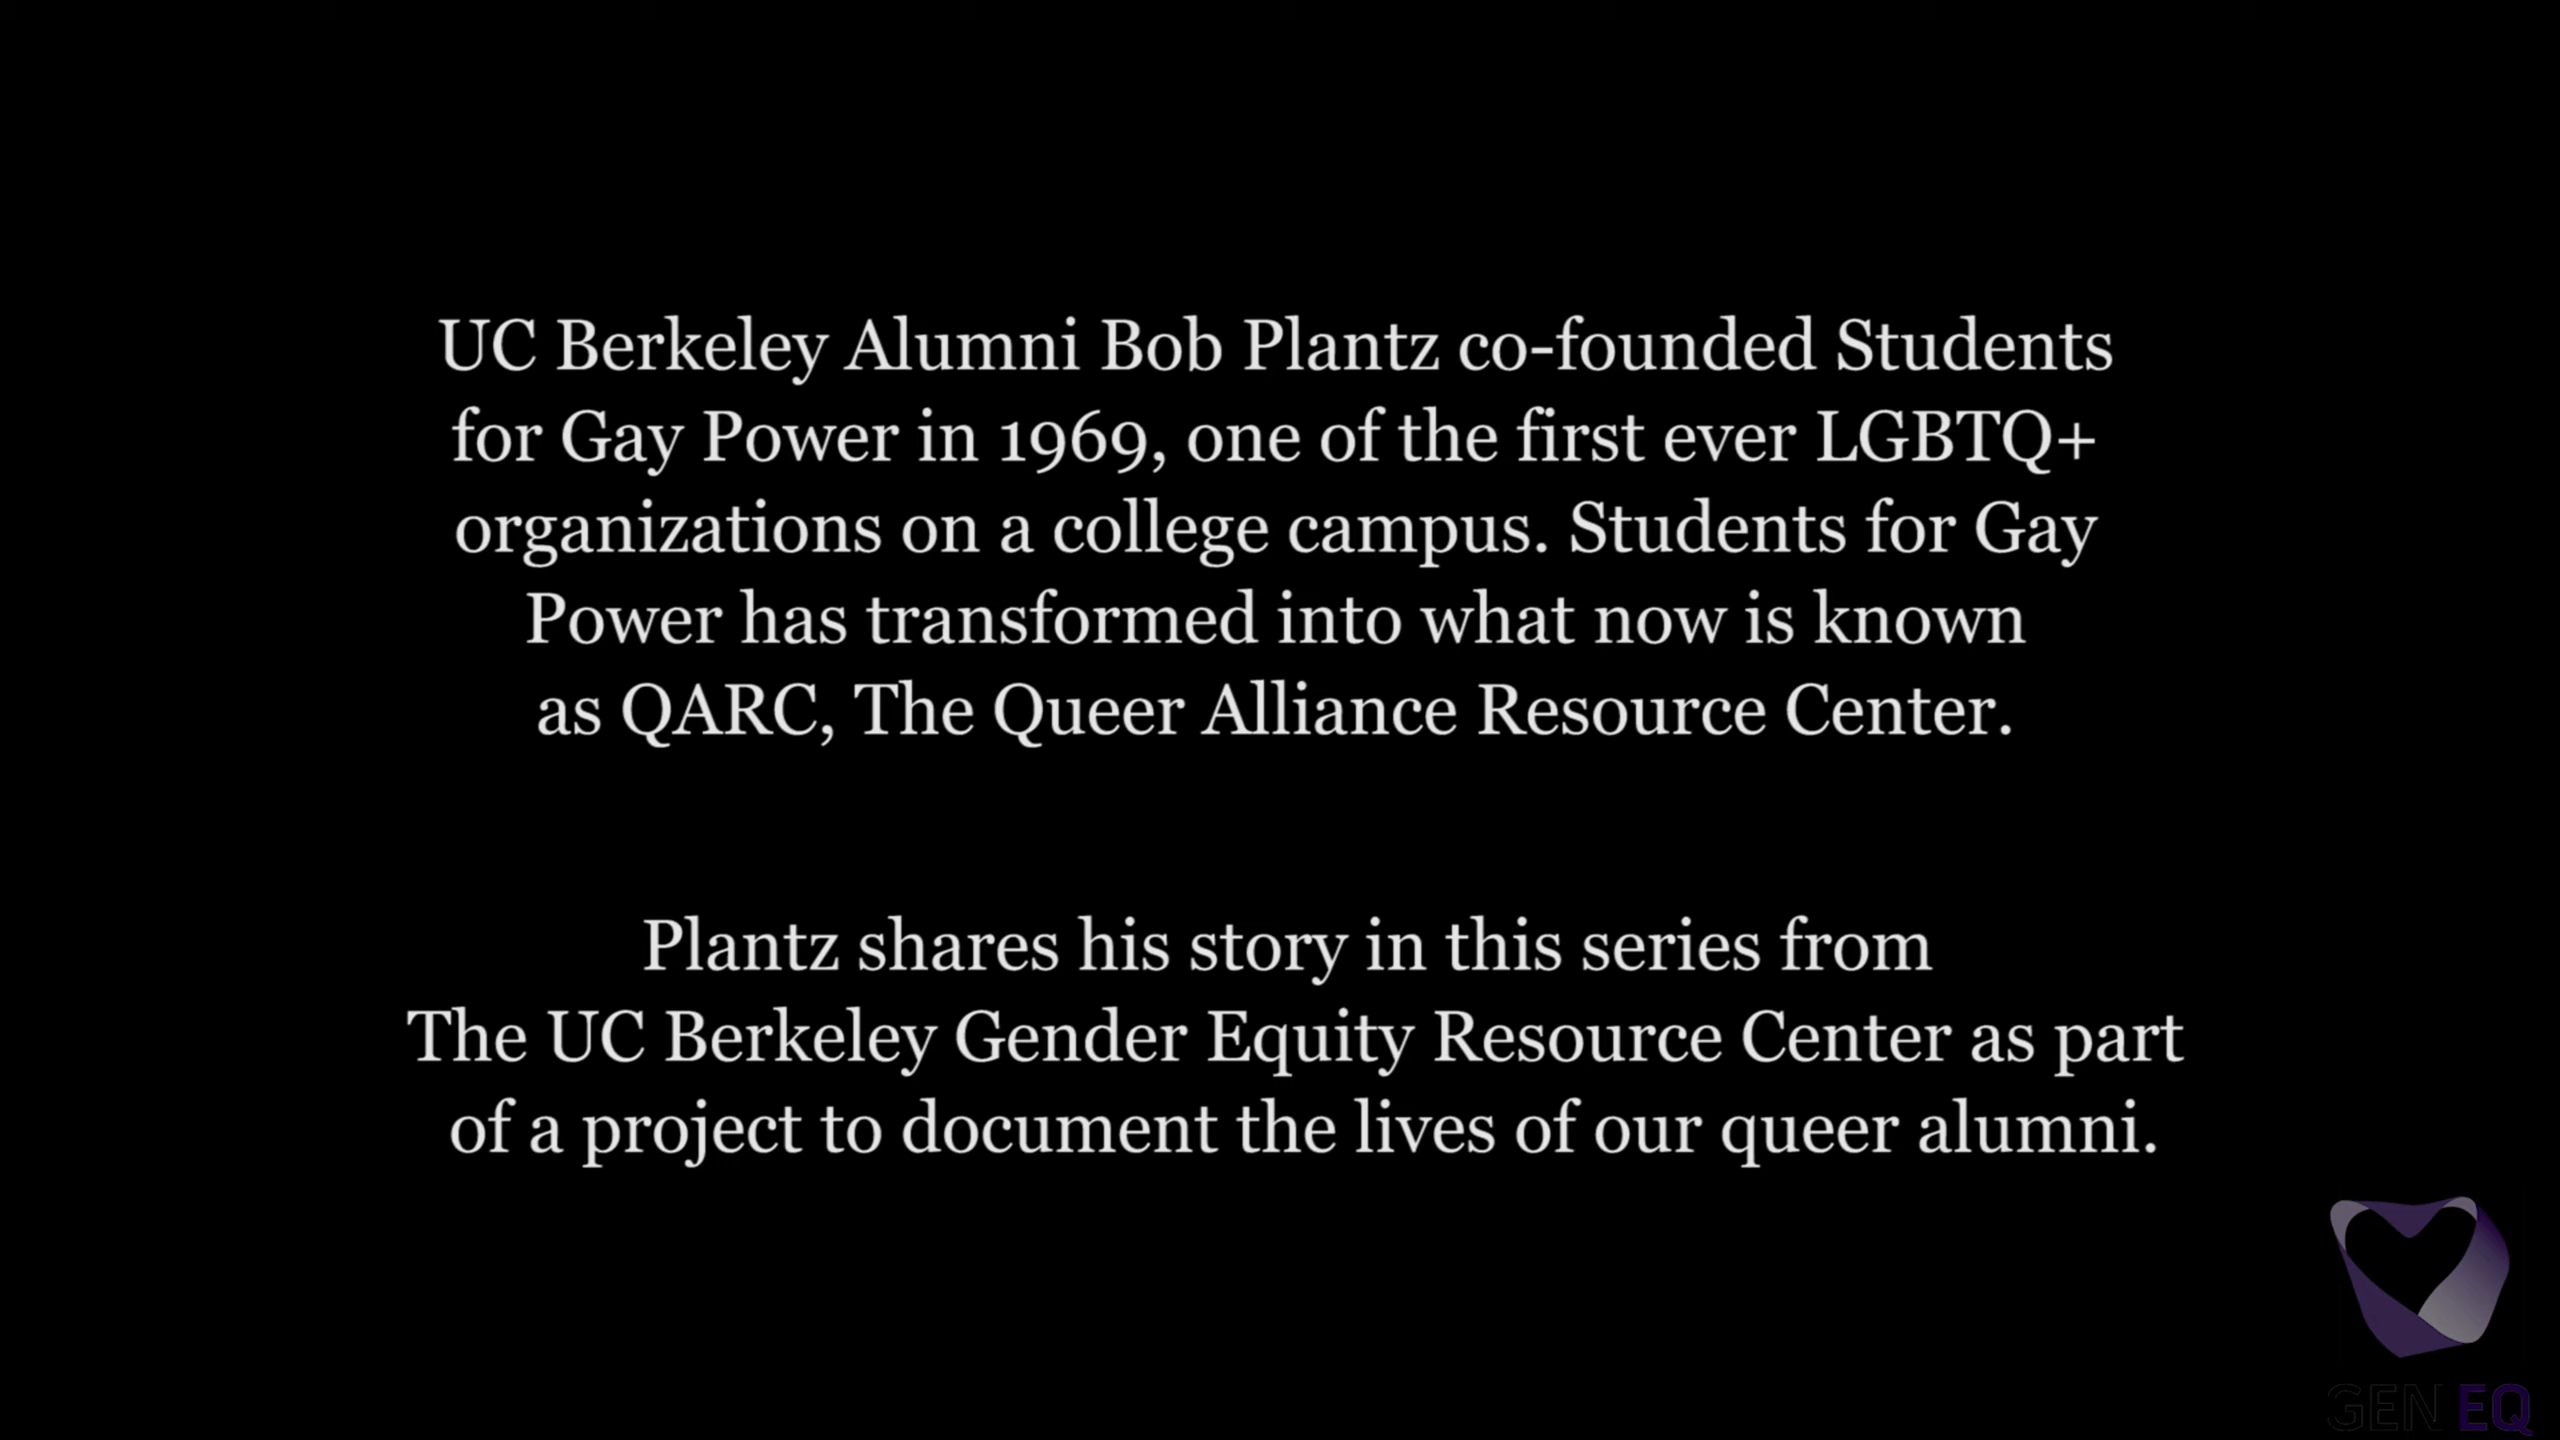 UC Berkeley Alumni Bob Plantz co-founded Students
for Gay Power in 1969, one of the first ever LGBTQ+
organizations on a college campus. Students for Gay
Power has transformed into what now is known
as QARC, The Queer Alliance Resource Center.
Plantz shares his story in this series from
The UC Berkeley Gender Equity Resource Center as part
of a project to document the lives of our queer alumni.
GEN EQ